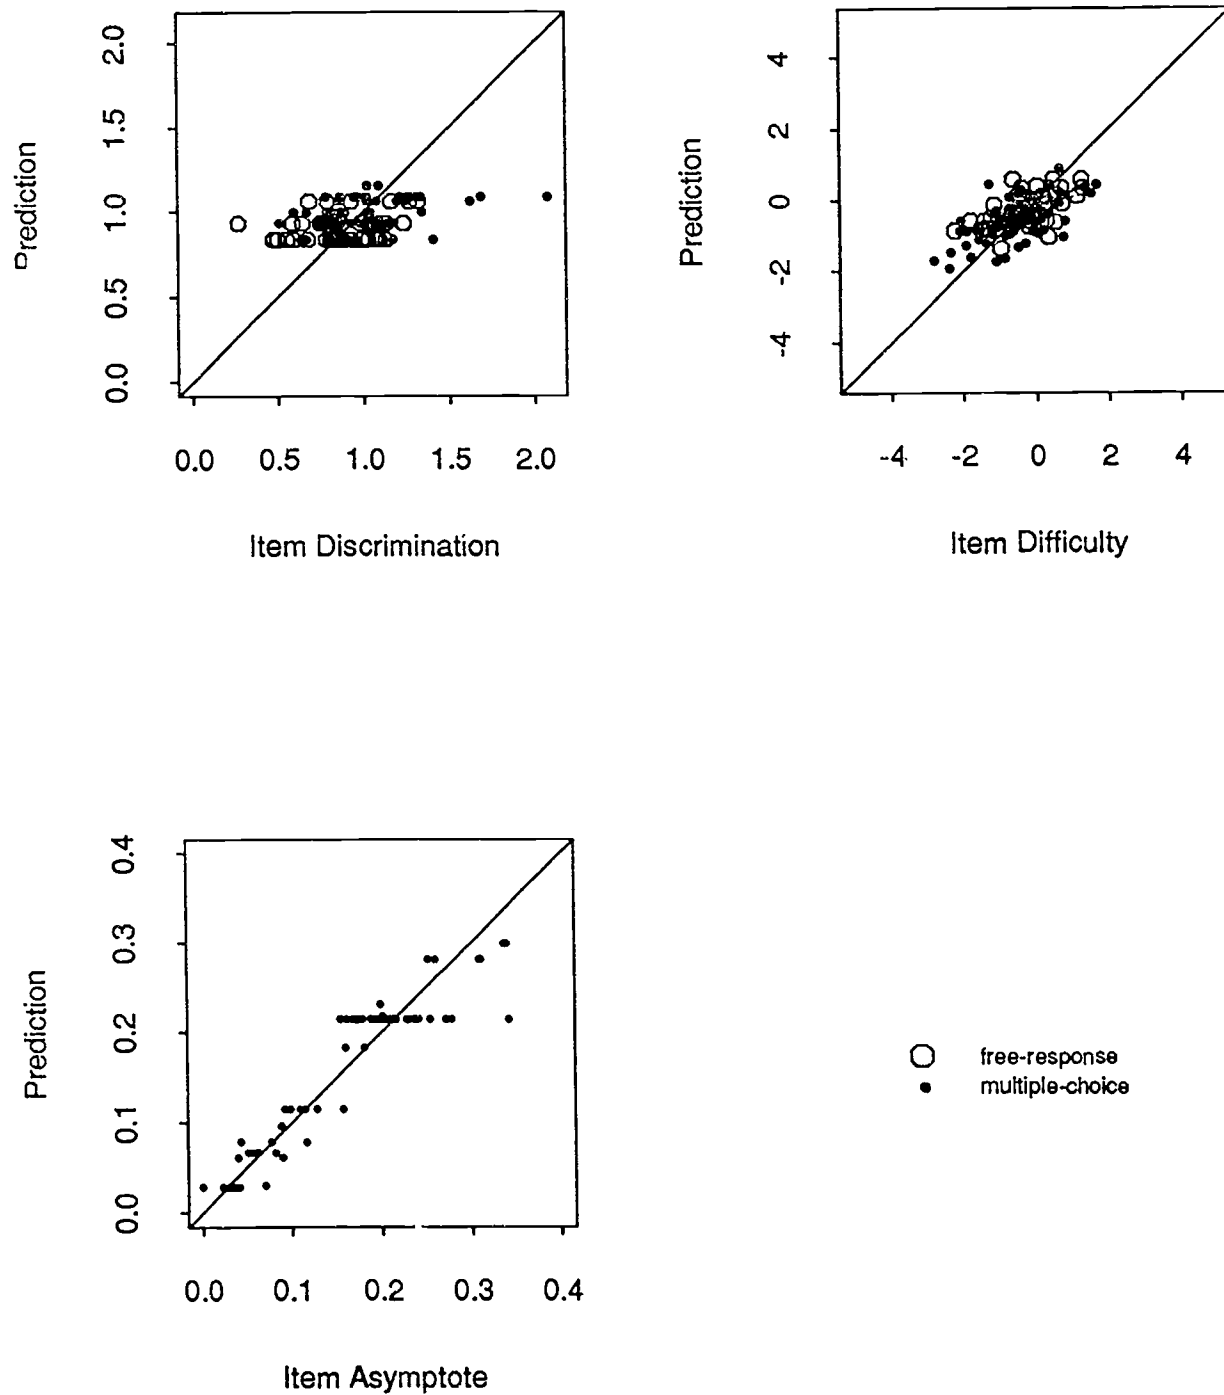 Prediction
2.0
1.5
1.0
0.5
0.0
0.0 0.5 1.0 1.5 2.0
Item Discrimination
Prediction
4
2
0
-2
-4
-4 -2 0 2 4
Item Difficulty
Prediction
0.4
0.3
0.2
0.1
0.0
0.0 0.1 0.2 0.3 0.4
Item Asymptote
free-response
multiple-choice